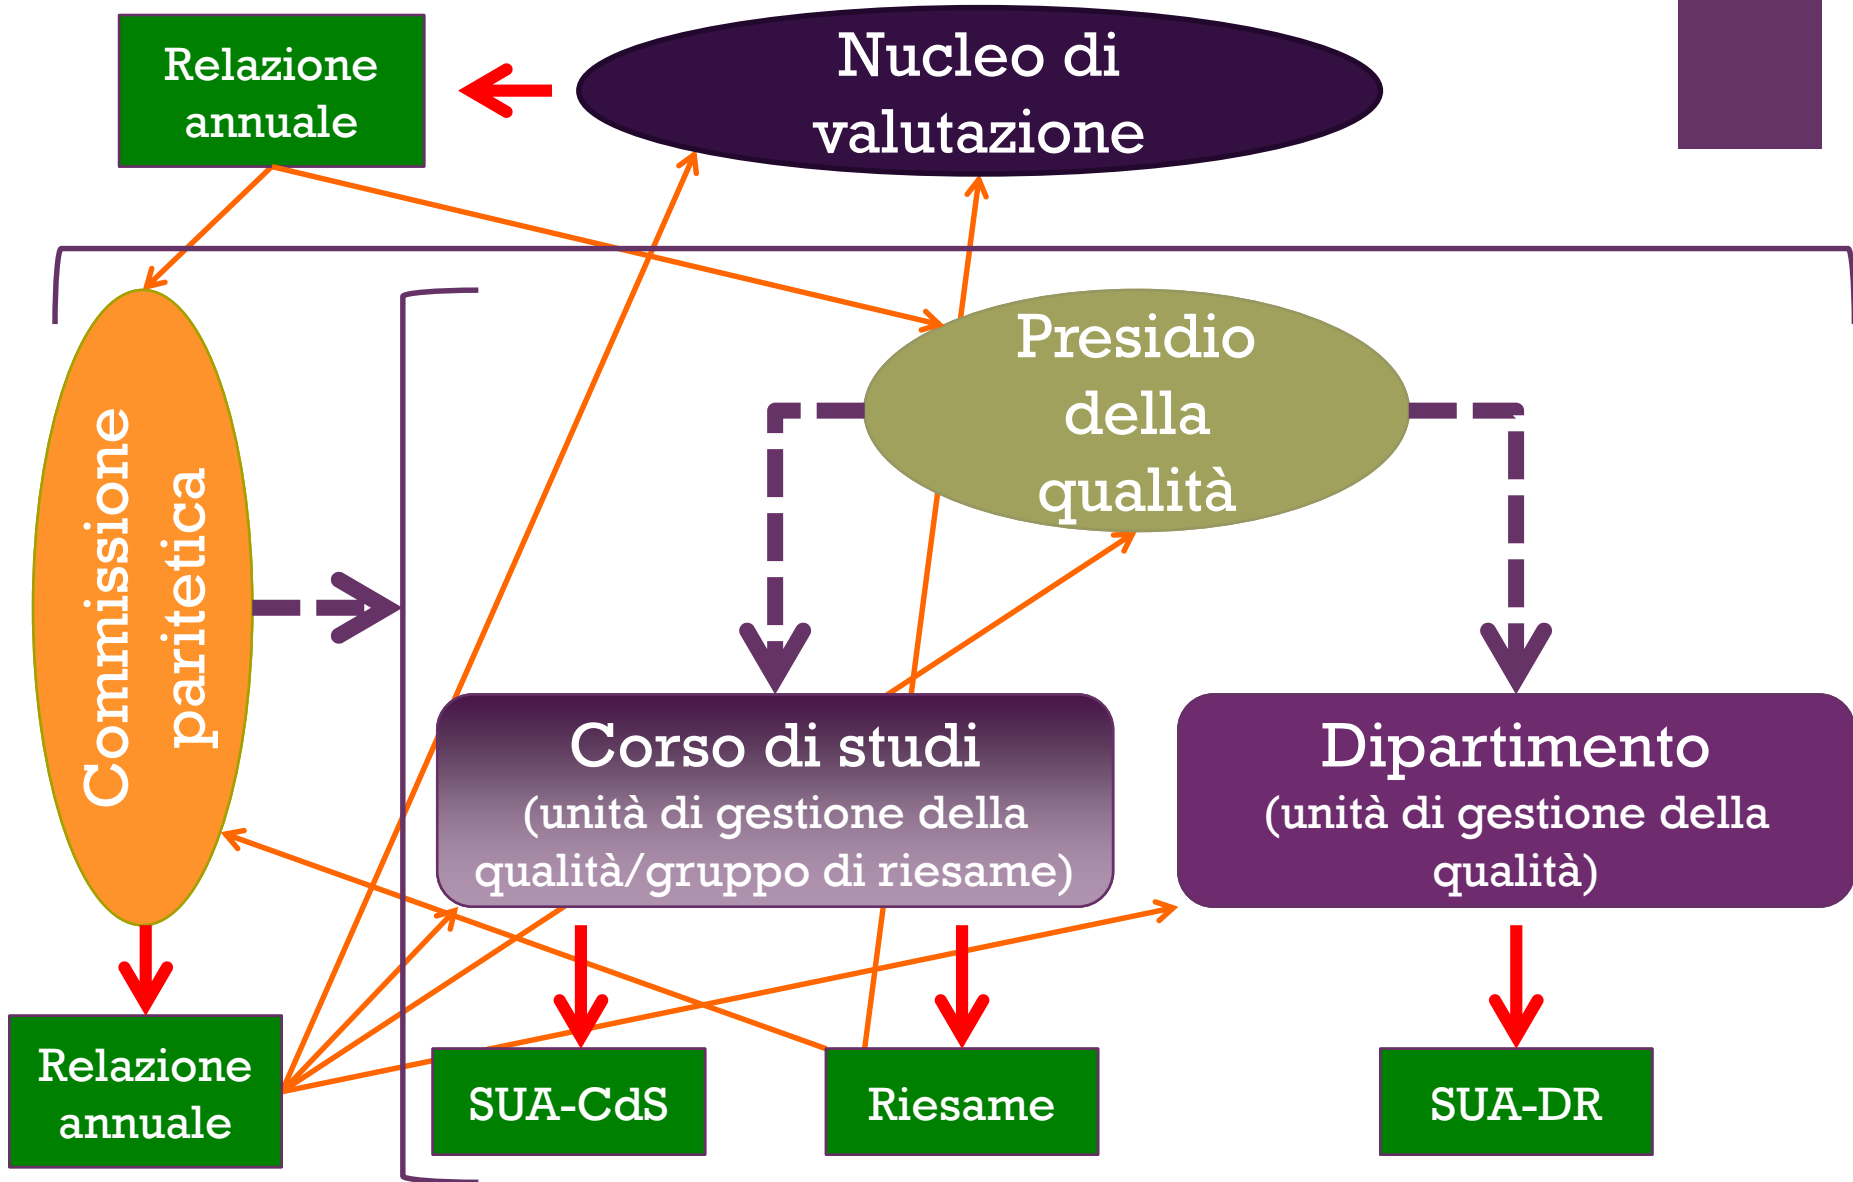 Relazione
annuale
Nucleo di
valutazione
Presidio
della
qualità
Commissione
paritetica
Corso di studi
(unità di gestione della
qualità/gruppo di riesame)
Dipartimento
(unità di gestione della
qualità)
Relazione
annuale
SUA-CdS
Riesame
SUA-DR